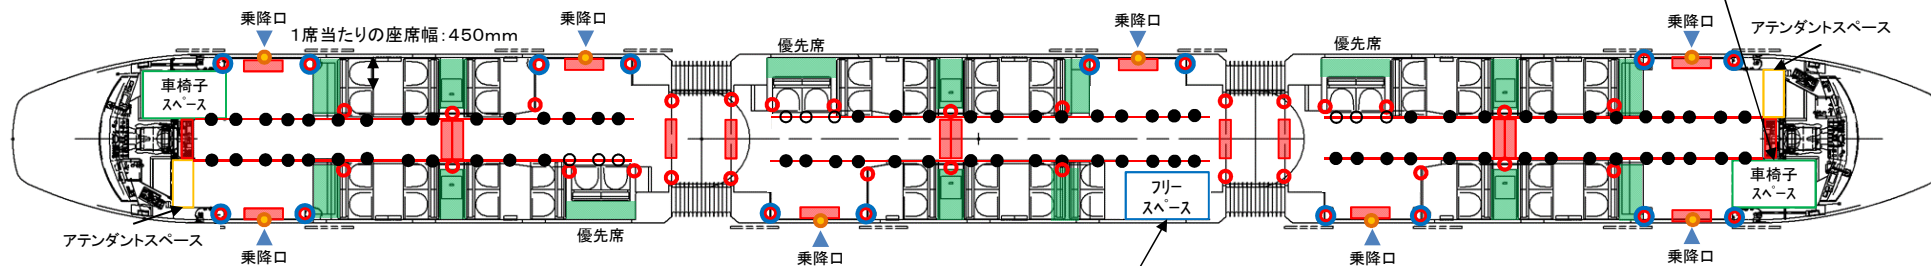 乗降口
乗降口
乗降口
乗降口
アテンダントスペース
1席当たりの座席幅：450mm
優先席
優先席
車椅子
スペース
フリー
スペース
車椅子
スペース
アテンダントスペース
優先席
乗降口
乗降口
乗降口
乗降口